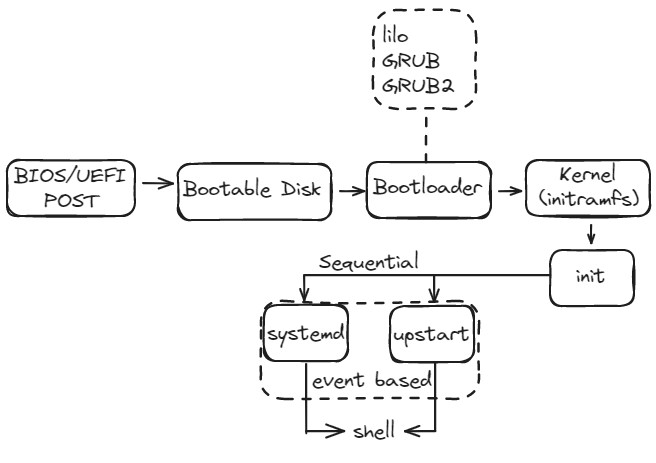 lilo
GRUB
GRUB2
BIOS/UEFI
POST
Bootable Disk
Bootloader
Kernel
(initramfs)
init
Sequential
systemd
upstart
event based
shell